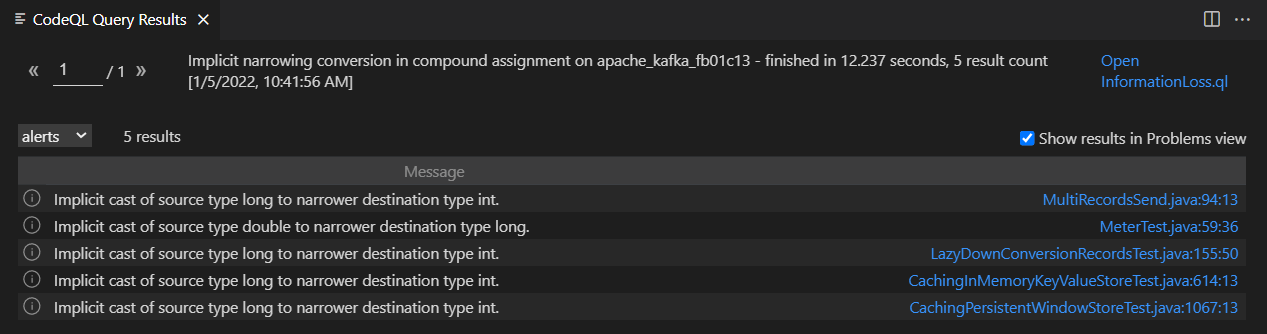 CodeQL Query Results
« 1 / 1 »
Implicit narrowing conversion in compound assignment on apache_kafka_fb01c13 - finished in 12.237 seconds, 5 result count
[1/5/2022, 10:41:56 AM]
Open
InformationLoss.ql
alerts
5 results
Show results in Problems view
Message
Implicit cast of source type long to narrower destination type int. MultiRecordsSend.java:94:13
Implicit cast of source type double to narrower destination type long. MeterTest.java:59:36
Implicit cast of source type long to narrower destination type int. LazyDownConversionRecordsTest.java:155:50
Implicit cast of source type long to narrower destination type int. CachingInMemoryKeyValueStoreTest.java:614:13
Implicit cast of source type long to narrower destination type int. CachingPersistentWindowStoreTest.java:1067:13